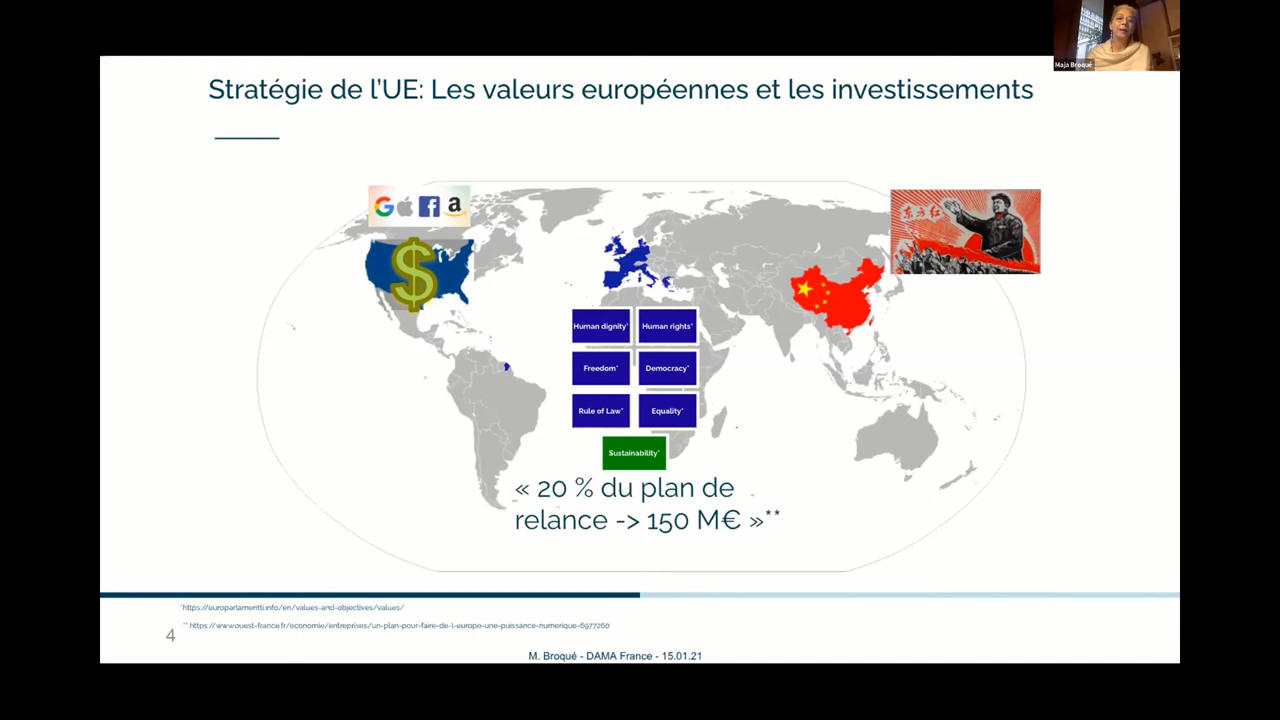 Maja Broqué
Stratégie de l'UE: Les valeurs européennes et les investissements
G f a
$
东方红
Human dignity* Human rights*
Freedom* Democracy*
Rule of Law* Equality*
Sustainability*
« 20 % du plan de
relance -> 150 M€ »**
*https://europarlamentti.info/en/values-and-objectives/values/
** https://www.ouest-france.fr/economie/entreprises/un-plan-pour-faire-de-l-europe-une-puissance-numerique-6977260
4
M. Broqué - DAMA France - 15.01.21